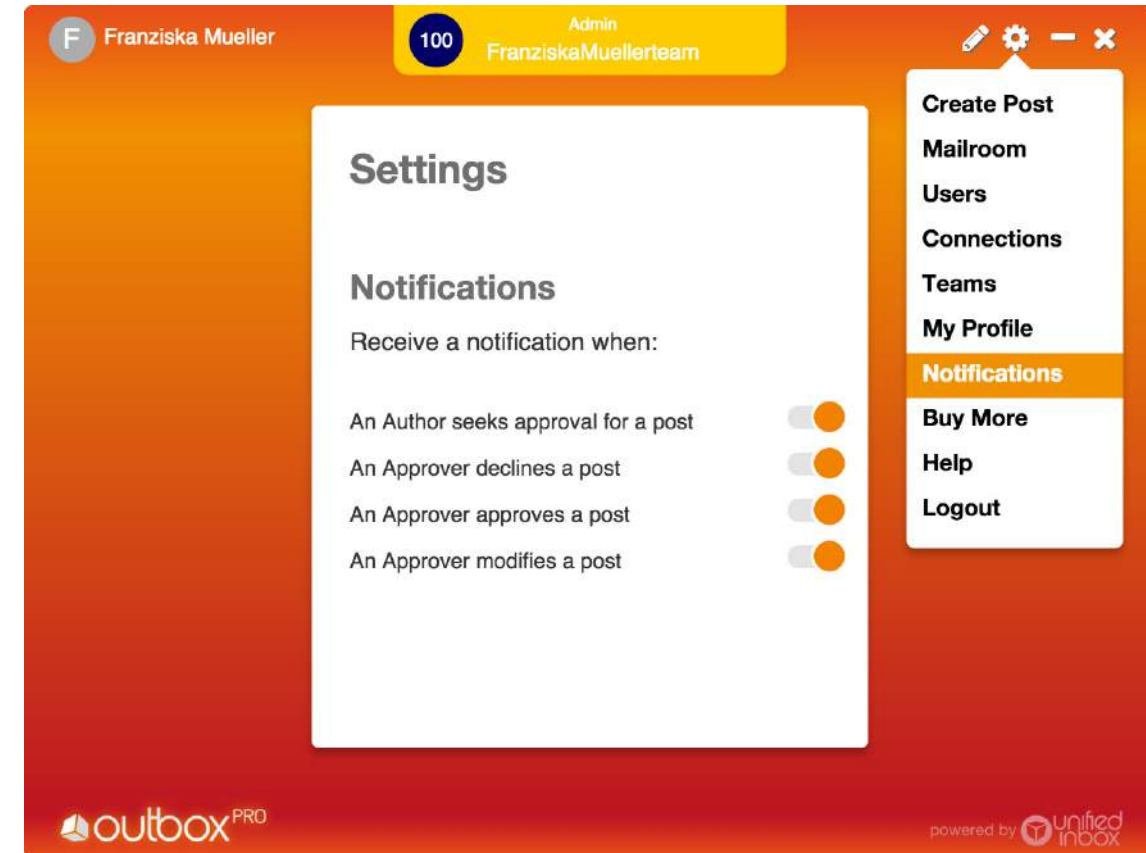 F Franziska Mueller
100
Admin
FranziskaMuellerteam
Settings
Notifications
Receive a notification when:
An Author seeks approval for a post
An Approver declines a post
An Approver approves a post
An Approver modifies a post
Create Post
Mailroom
Users
Connections
Teams
My Profile
Notifications
Buy More
Help
Logout
outbox PRO
powered by unified inbox